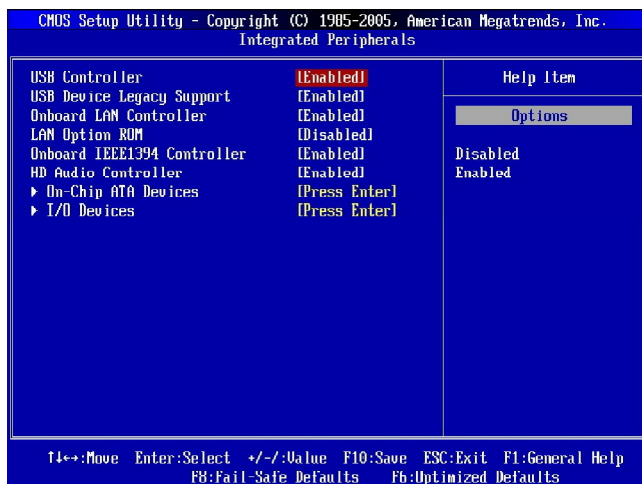 CMOS Setup Utility - Copyright (C) 1985-2005, American Megatrends, Inc.
Integrated Peripherals
USB Controller [Enabled]
USB Device Legacy Support [Enabled]
Onboard LAN Controller [Enabled]
LAN Option ROM [Disabled]
Onboard IEEE1394 Controller [Enabled]
HD Audio Controller [Enabled]
▶ On-Chip ATA Devices [Press Enter]
▶ I/O Devices [Press Enter]
Help Item
Options
Disabled
Enabled
↑↓←→:Move Enter:Select +/-/:Value F10:Save ESC:Exit F1:General Help
F8:Fail-Safe Defaults F6:Optimized Defaults